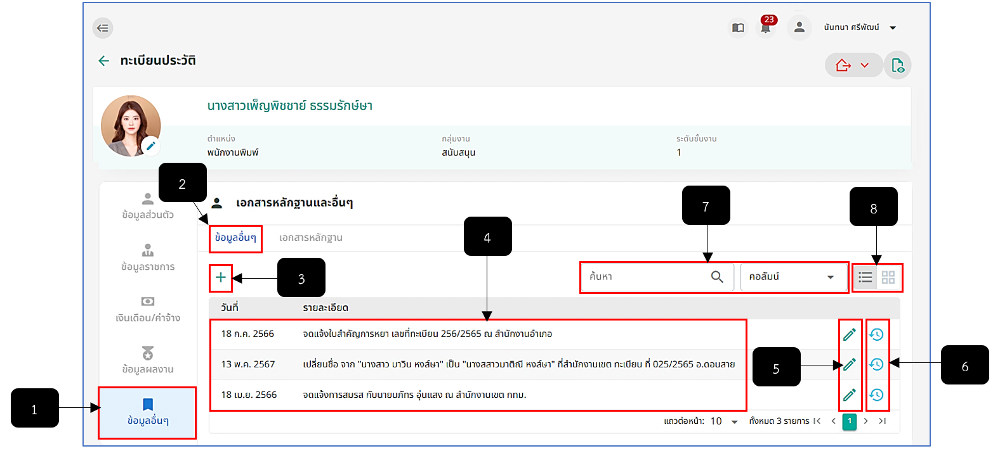 23
นันทนา ศรีพัฒน์
ทะเบียนประวัติ
นางสาวเพ็ญพิชชาย์ ธรรมรักษ์ษา
ตำแหน่ง กลุ่มงาน ระดับชั้นงาน
พนักงานพิมพ์ สนับสนุน 1
2
ข้อมูลส่วนตัว
ข้อมูลราชการ
เงินเดือน/ค่าจ้าง
ข้อมูลผลงาน
1
ข้อมูลอื่นๆ
เอกสารหลักฐานและอื่นๆ
7
8
ข้อมูลอื่นๆ เอกสารหลักฐาน
4
3
ค้นหา คอลัมน์
วันที่ รายละเอียด
18 ก.ค. 2566 จดแจ้งใบสำคัญการหยา เลขที่ทะเบียน 256/2565 ณ สำนักงานอำเภอ
13 พ.ค. 2567 เปลี่ยนชื่อ จาก "นางสาว มาวิน หงส์ษา" เป็น "นางสสาวมาติณี หงส์ษา" ที่สำนักงานเขต ทะเบียน ที่ 025/2565 อ.ดอนสาย
5
6
18 เม.ย. 2566 จดแจ้งการสมรส กับนายนภัทร อุ่นแสง ณ สำนักงานเขต กทม.
แถวต่อหน้า: 10 ทั้งหมด 3 รายการ 1